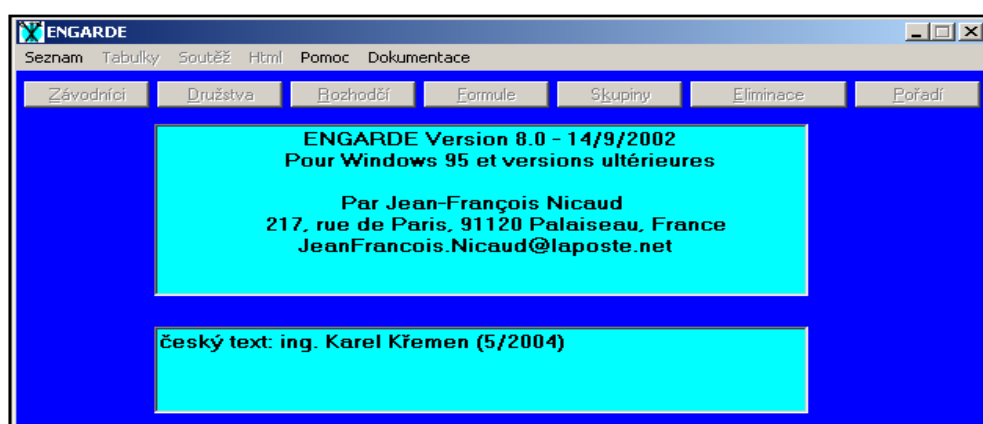 ENGARDE
Seznam Tabulky Soutěž Html Pomoc Dokumentace
Závodníci Družstva Rozhodčí Formule Skupiny Eliminace Pořadí
ENGARDE Version 8.0 - 14/9/2002
Pour Windows 95 et versions ultérieures
Par Jean-François Nicaud
217, rue de Paris, 91120 Palaiseau, France
JeanFrancois.Nicaud@laposte.net
český text: ing. Karel Křemen (5/2004)